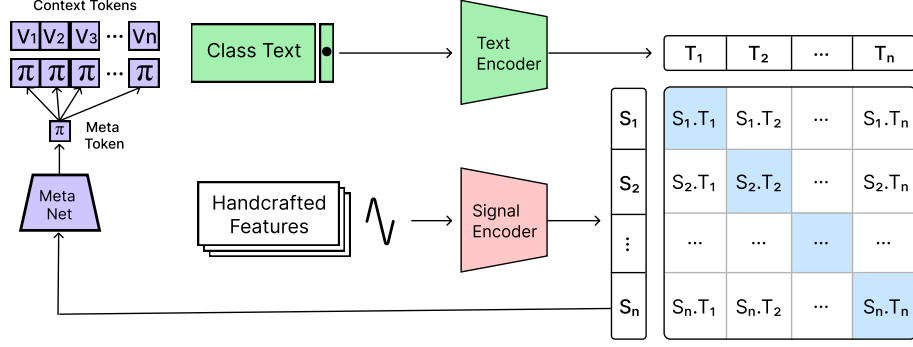 Context Tokens
V1 V2 V3 ... Vn
π π π ... π
π
Meta
Token
Meta
Net
Class Text
Text
Encoder
Handcrafted
Features
Signal
Encoder
T1 T2 ... Tn
S1
S2
⋮
Sn
S1.T1 S1.T2 ... S1.Tn
S2.T1 S2.T2 ... S2.Tn
... ... ... ...
Sn.T1 Sn.T2 ... Sn.Tn